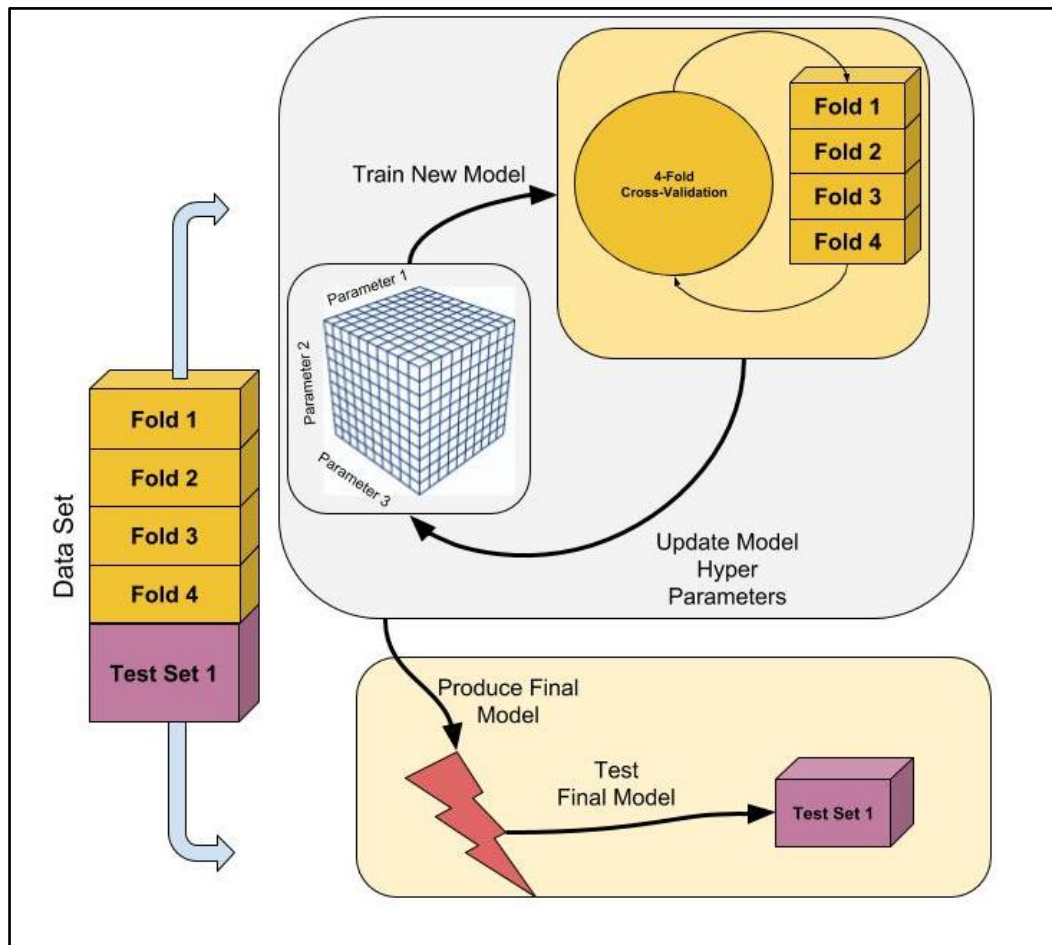 Data Set
Fold 1
Fold 2
Fold 3
Fold 4
Test Set 1
Train New Model
4-Fold
Cross-Validation
Fold 1
Fold 2
Fold 3
Fold 4
Parameter 1
Parameter 2
Parameter 3
Update Model
Hyper
Parameters
Produce Final
Model
Test
Final Model
Test Set 1